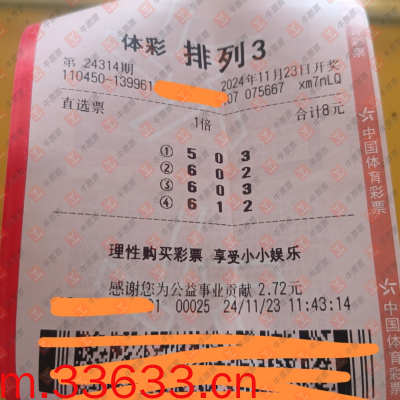 体彩 排列3
第 24314期 2024年11月23日开奖
110450-139961 07 075667 xm7nLQ
直选票 1倍 合计8元
① 5 0 3
② 6 0 2
③ 6 0 3
④ 6 1 2
理性购买彩票 享受小小娱乐
感谢您为公益事业贡献 2.72元
1 00025 24/11/23 11:43:14
中国体育彩票
中国体育彩票
m.33633.cn